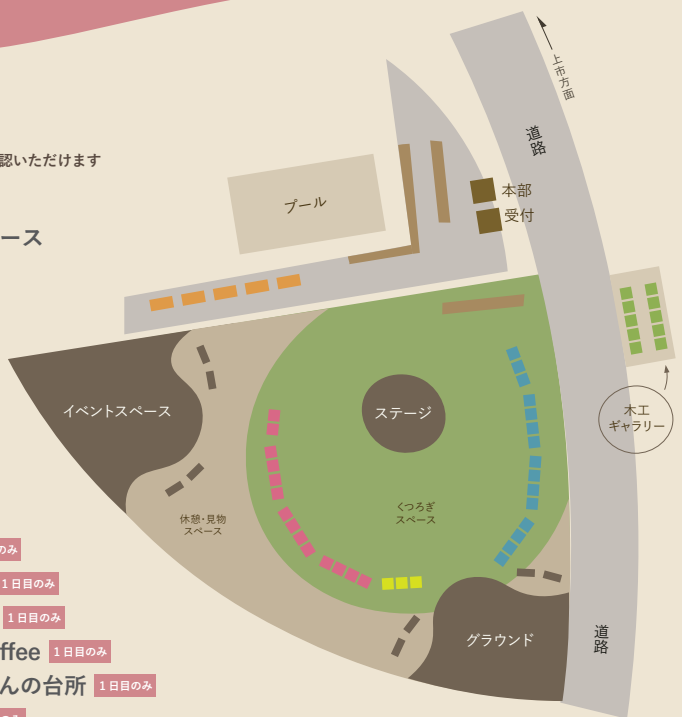 上市方面
道路
認いただけます
本部
プール
受付
ース
木工
ギャラリー
イベントスペース
ステージ
くつろぎ
スペース
休憩・見物
スペース
のみ
1日目のみ
1日目のみ
グラウンド
道路
ffee 1日目のみ
んの台所 1日目のみ